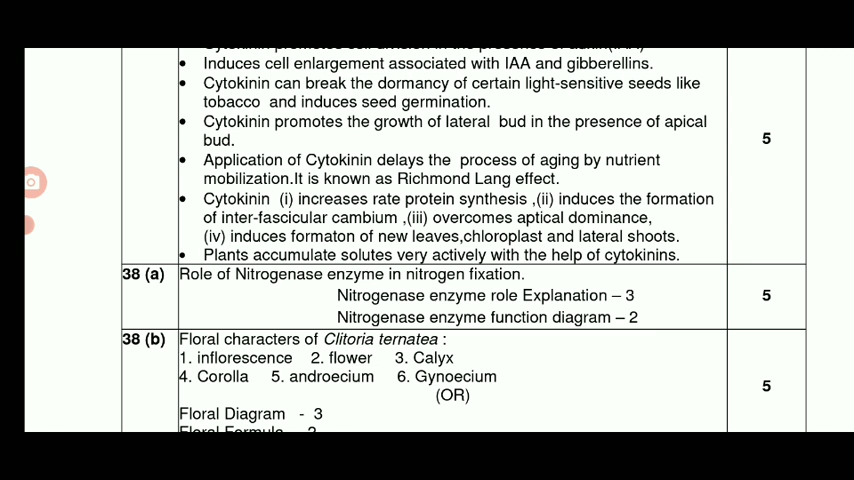 • Induces cell enlargement associated with IAA and gibberellins.
• Cytokinin can break the dormancy of certain light-sensitive seeds like
tobacco and induces seed germination.
• Cytokinin promotes the growth of lateral bud in the presence of apical
bud.
5
• Application of Cytokinin delays the process of aging by nutrient
mobilization.It is known as Richmond Lang effect.
• Cytokinin (i) increases rate protein synthesis ,(ii) induces the formation
of inter-fascicular cambium ,(iii) overcomes aptical dominance,
(iv) induces formaton of new leaves,chloroplast and lateral shoots.
• Plants accumulate solutes very actively with the help of cytokinins.
38 (a) Role of Nitrogenase enzyme in nitrogen fixation.
Nitrogenase enzyme role Explanation – 3 5
Nitrogenase enzyme function diagram – 2
38 (b) Floral characters of Clitoria ternatea :
1. inflorescence 2. flower 3. Calyx
4. Corolla 5. androecium 6. Gynoecium 5
(OR)
Floral Diagram - 3